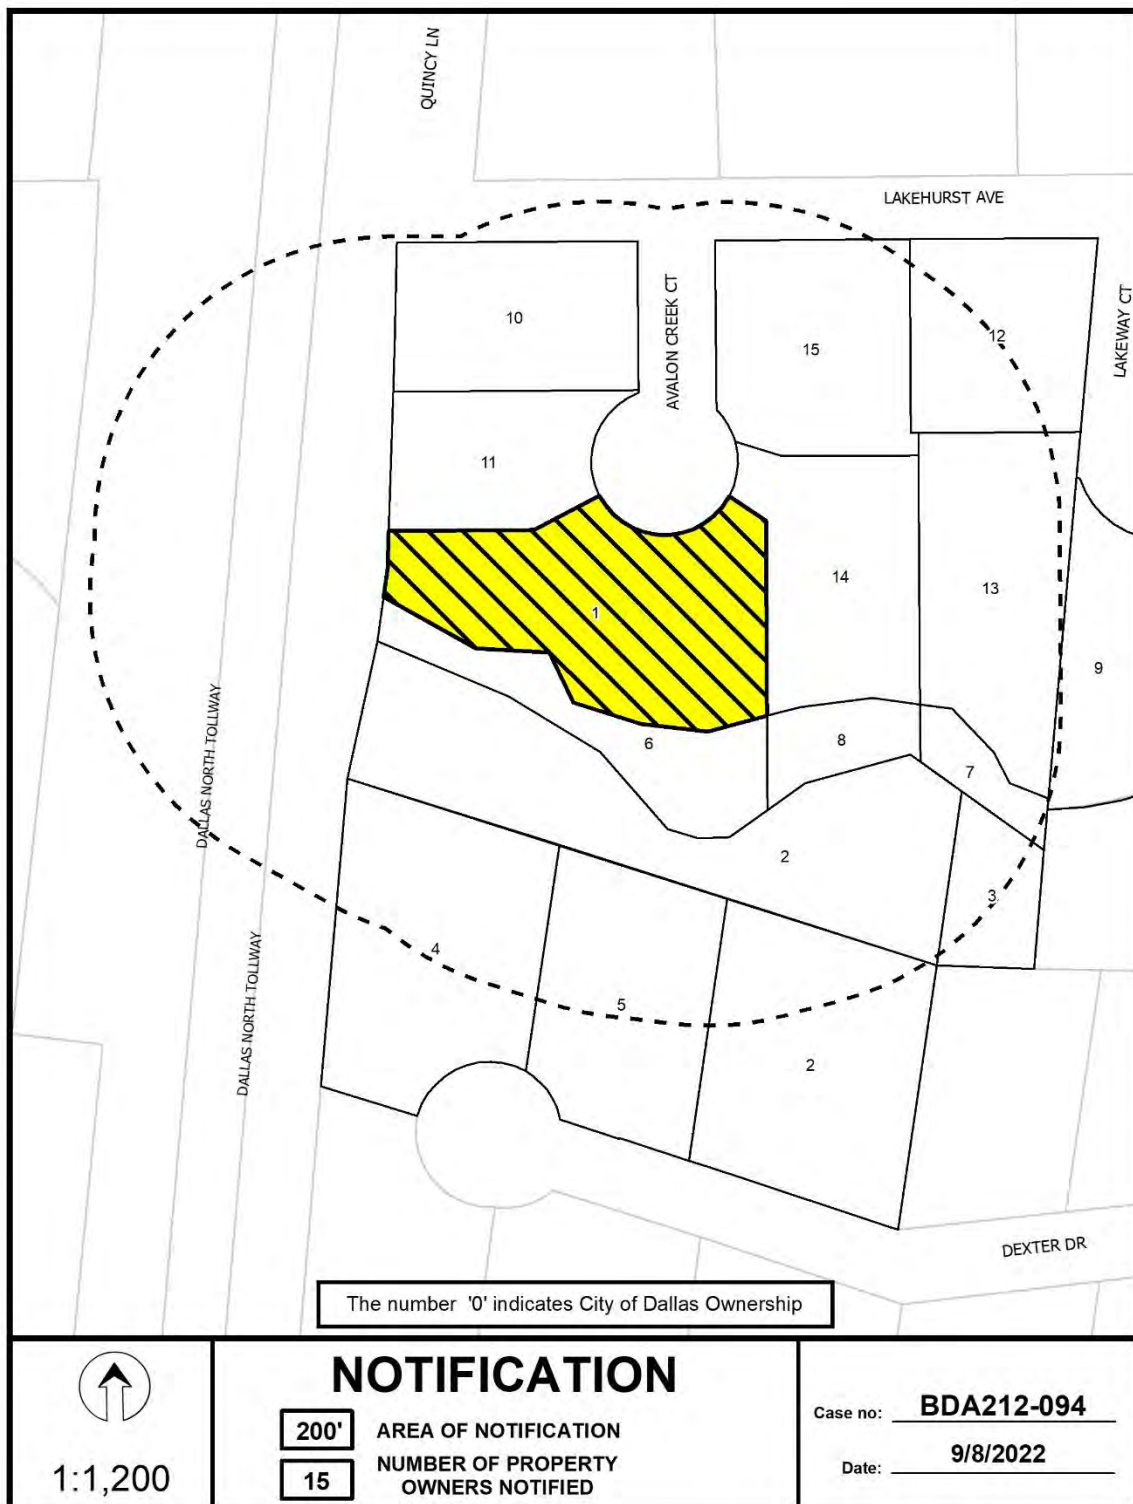 QUINCY LN
LAKEHURST AVE
AVALON CREEK CT
LAKEWAY CT
10
15
12
11
14
13
1
9
6
8
7
DALLAS NORTH TOLLWAY
2
3
4
DALLAS NORTH TOLLWAY
5
2
DEXTER DR
The number '0' indicates City of Dallas Ownership
1:1,200
NOTIFICATION
200' AREA OF NOTIFICATION
15 NUMBER OF PROPERTY
OWNERS NOTIFIED
Case no: BDA212-094
Date: 9/8/2022